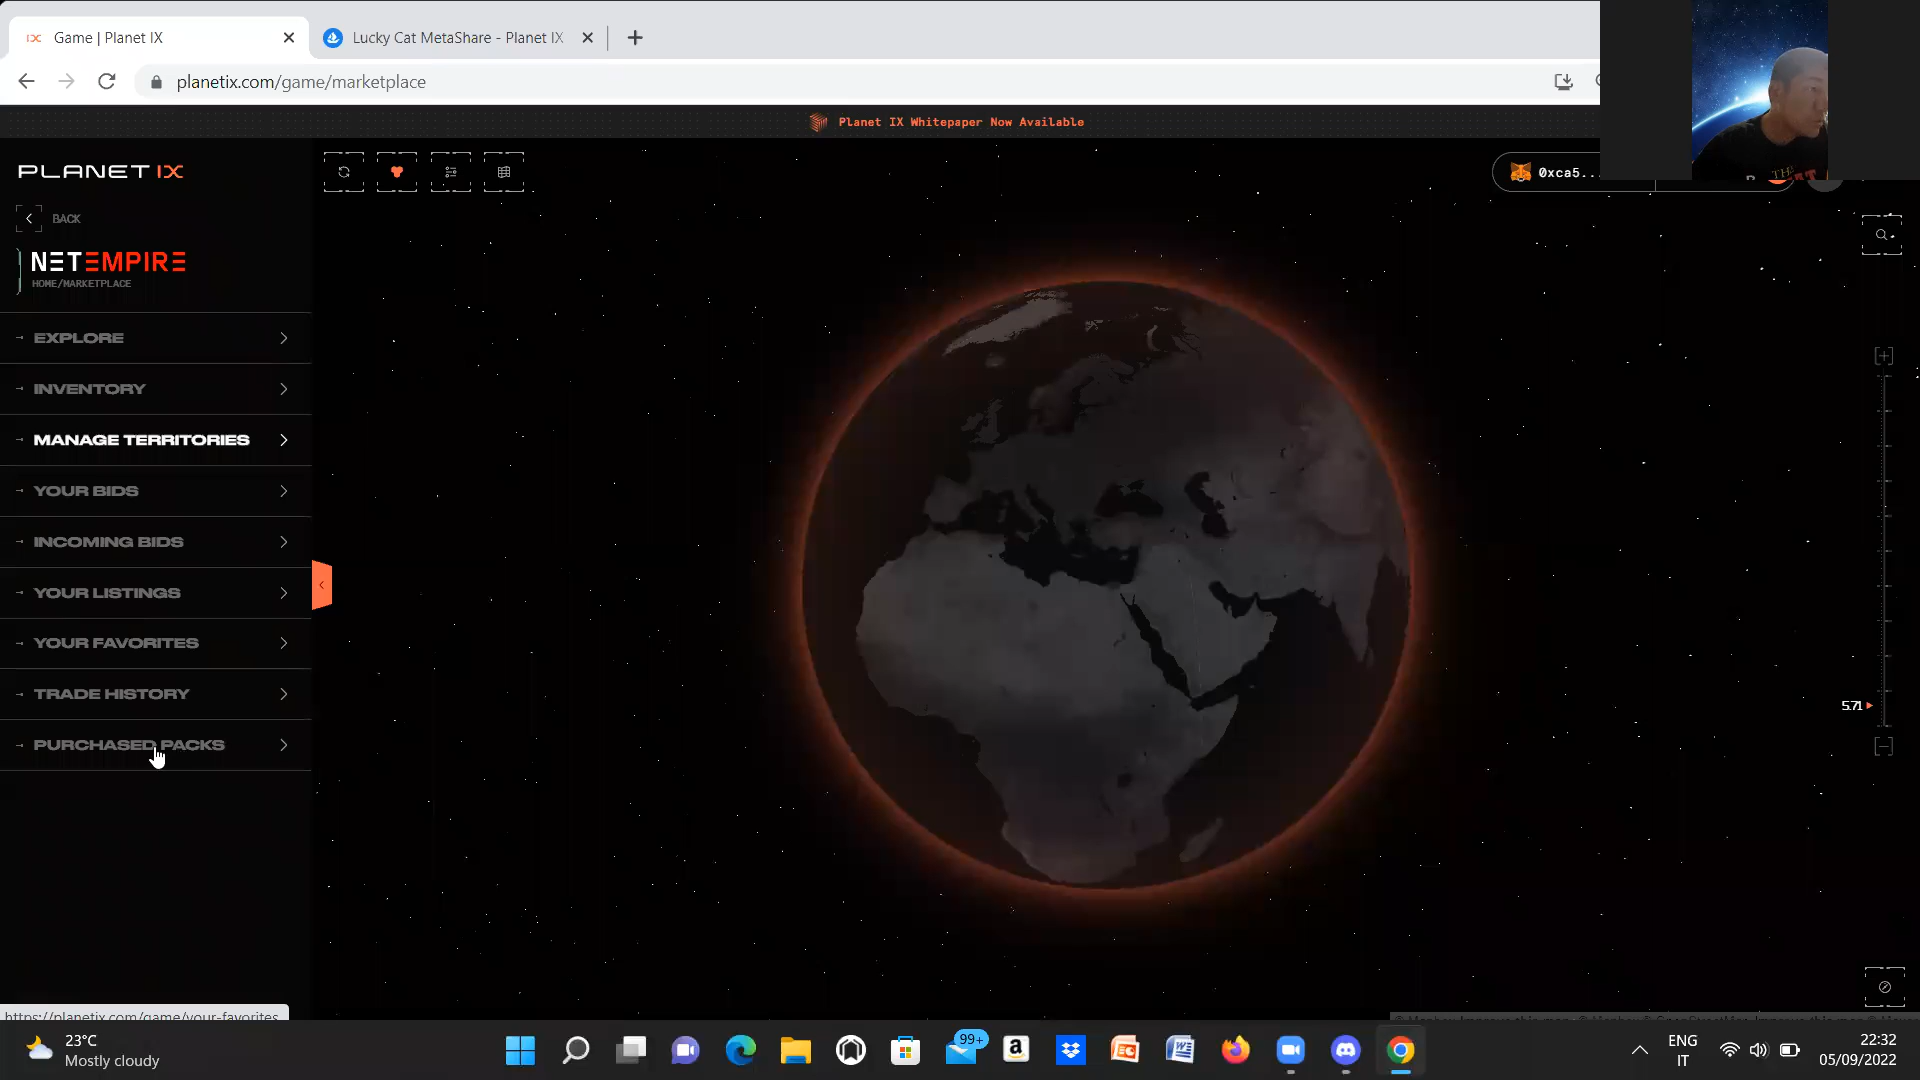 Game | Planet IX
Lucky Cat MetaShare - Planet IX
planetix.com/game/marketplace
Planet IX Whitepaper Now Available
PLANET IX
0xca5...
BACK
NETEMPIRE
HOME/MARKETPLACE
EXPLORE
INVENTORY
MANAGE TERRITORIES
YOUR BIDS
INCOMING BIDS
YOUR LISTINGS
YOUR FAVORITES
TRADE HISTORY
PURCHASED PACKS
5.71
https://planetix.com/game/your-favorites
23°C
Mostly cloudy
99+
ENG
IT
22:32
05/09/2022